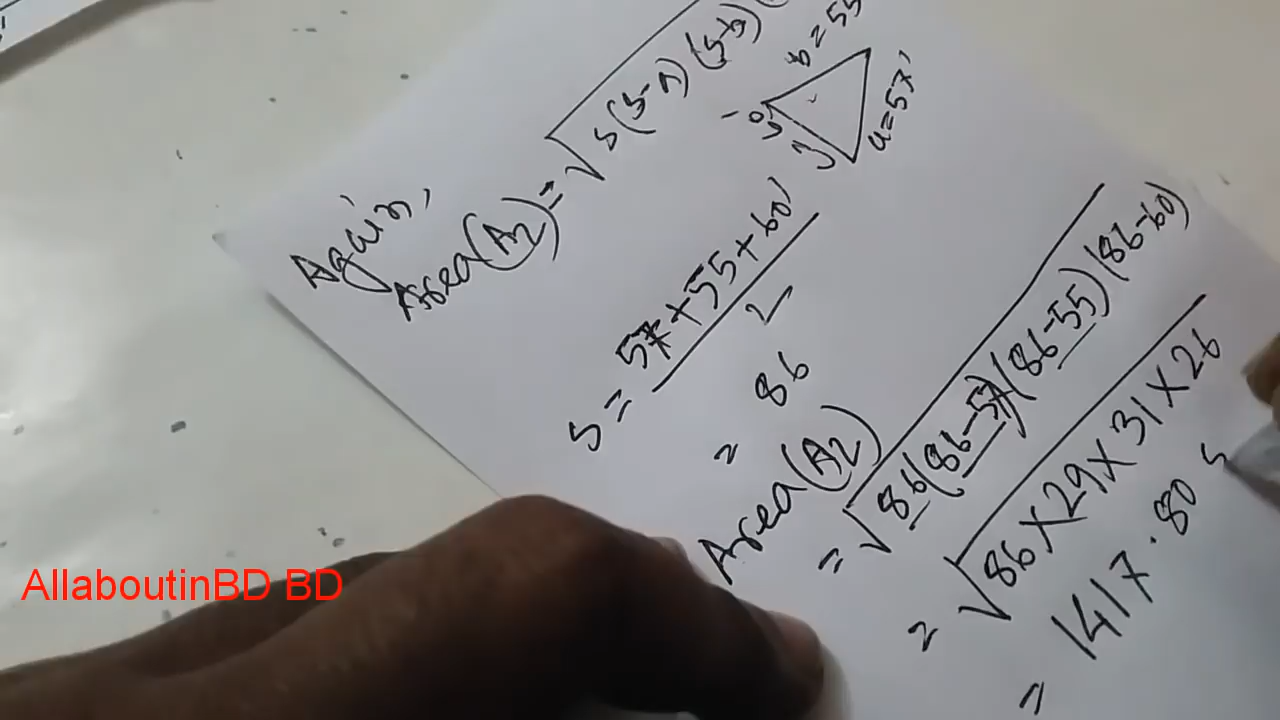 Again,
Area(A2) = √s(s-a)(s-b)
b = 55
a = 57'
s = 57+55+60'
2
= 86
Area(A2)
= √86(86-57)(86-55)(86-60)
= √86×29×31×26
= 1417.80 s
AllaboutinBD BD